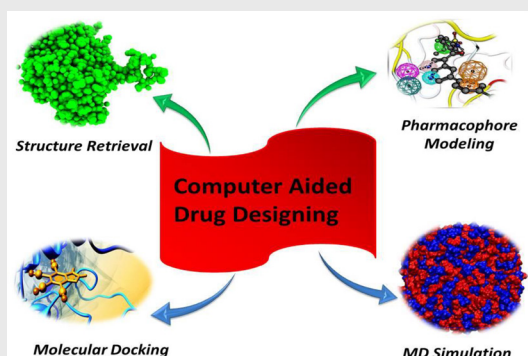 Structure Retrieval
Pharmacophore
Modeling
Computer Aided
Drug Designing
Molecular Docking
MD Simulation